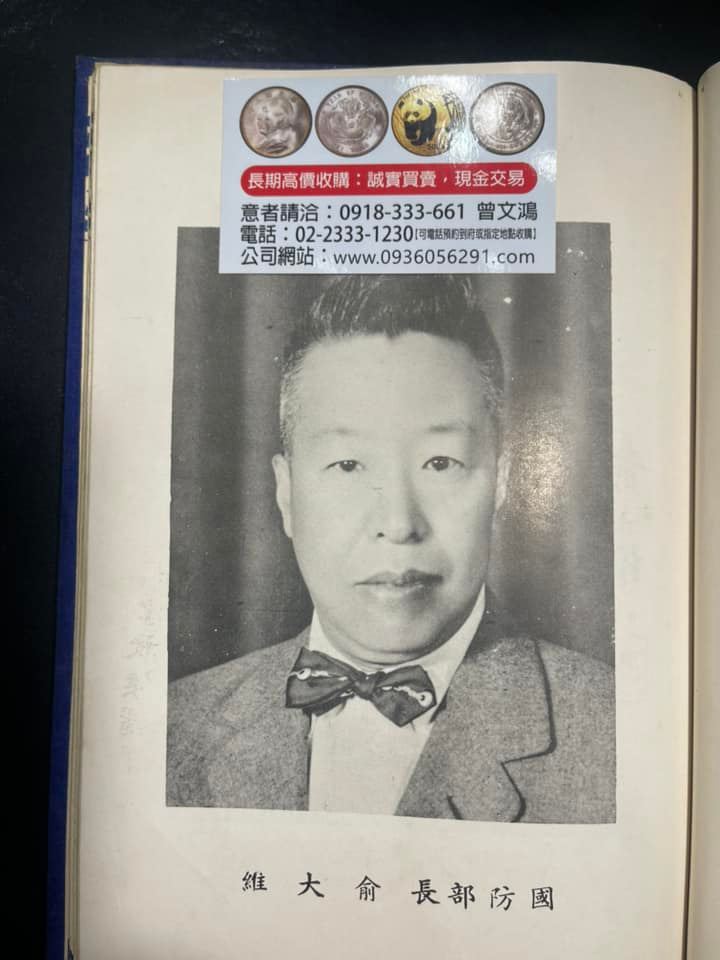 長期高價收購：誠實買賣，現金交易
意者請洽：0918-333-661 曾文鴻
電話：02-2333-1230【可電話預約到府或指定地點收購】
公司網站：www.0936056291.com
國防部長俞大維